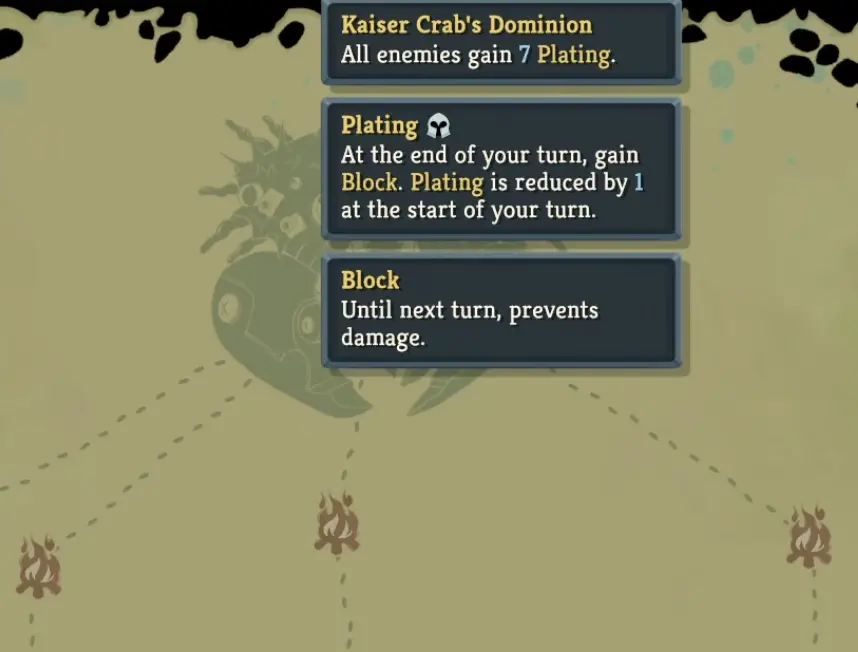 Kaiser Crab's Dominion
All enemies gain 7 Plating.
Plating
At the end of your turn, gain
Block. Plating is reduced by 1
at the start of your turn.
Block
Until next turn, prevents
damage.